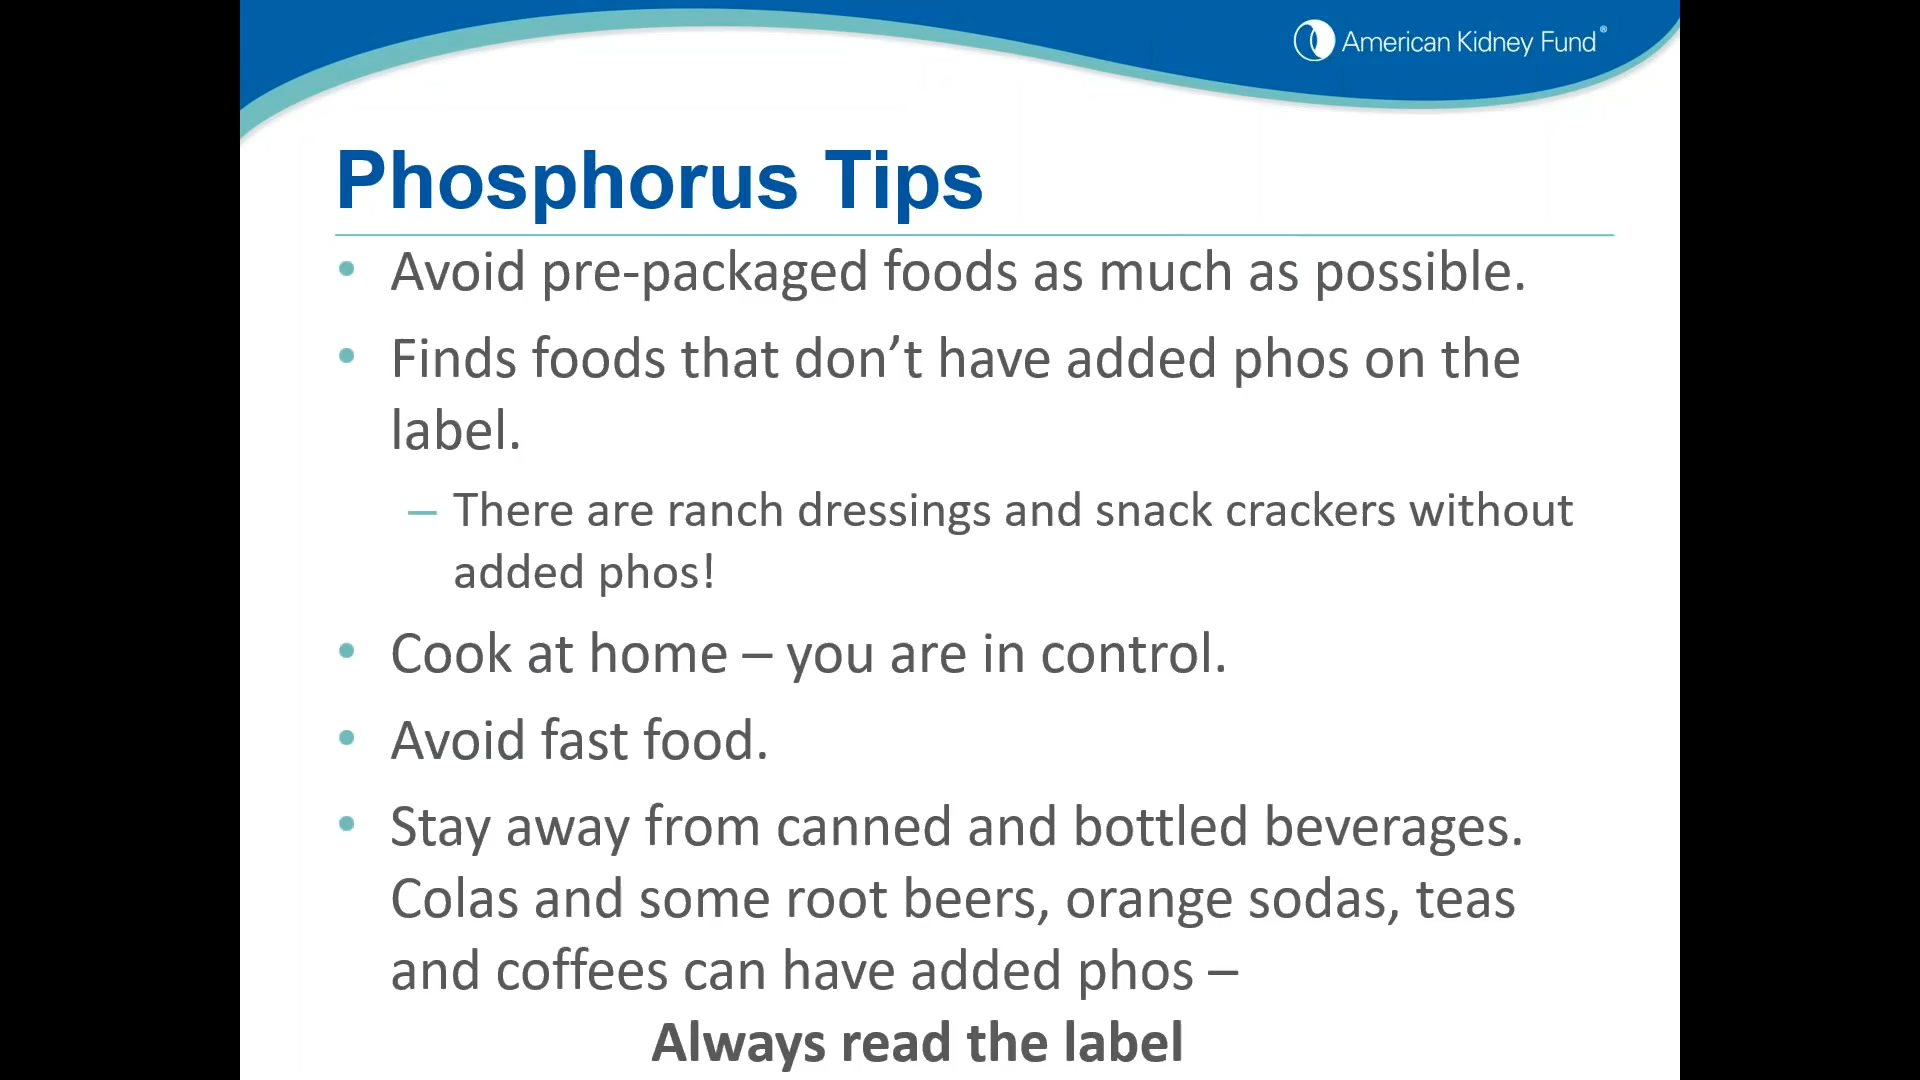 American Kidney Fund®
Phosphorus Tips
• Avoid pre-packaged foods as much as possible.
• Finds foods that don’t have added phos on the
label.
– There are ranch dressings and snack crackers without
added phos!
• Cook at home – you are in control.
• Avoid fast food.
• Stay away from canned and bottled beverages.
Colas and some root beers, orange sodas, teas
and coffees can have added phos –
Always read the label